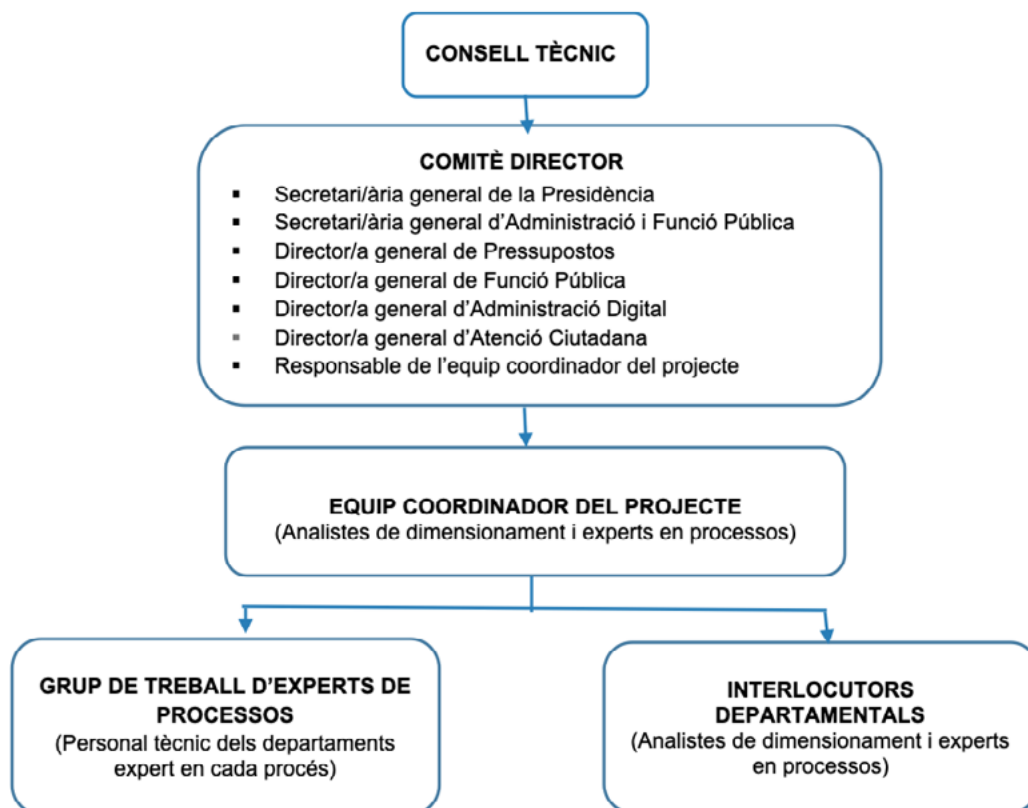 CONSELL TÈCNIC
COMITÈ DIRECTOR
▪ Secretari/ària general de la Presidència
▪ Secretari/ària general d'Administració i Funció Pública
▪ Director/a general de Pressupostos
▪ Director/a general de Funció Pública
▪ Director/a general d'Administració Digital
▪ Director/a general d'Atenció Ciutadana
▪ Responsable de l'equip coordinador del projecte
EQUIP COORDINADOR DEL PROJECTE
(Analistes de dimensionament i experts en processos)
GRUP DE TREBALL D'EXPERTS DE
PROCESSOS
(Personal tècnic dels departaments
expert en cada procés)
INTERLOCUTORS
DEPARTAMENTALS
(Analistes de dimensionament i experts
en processos)